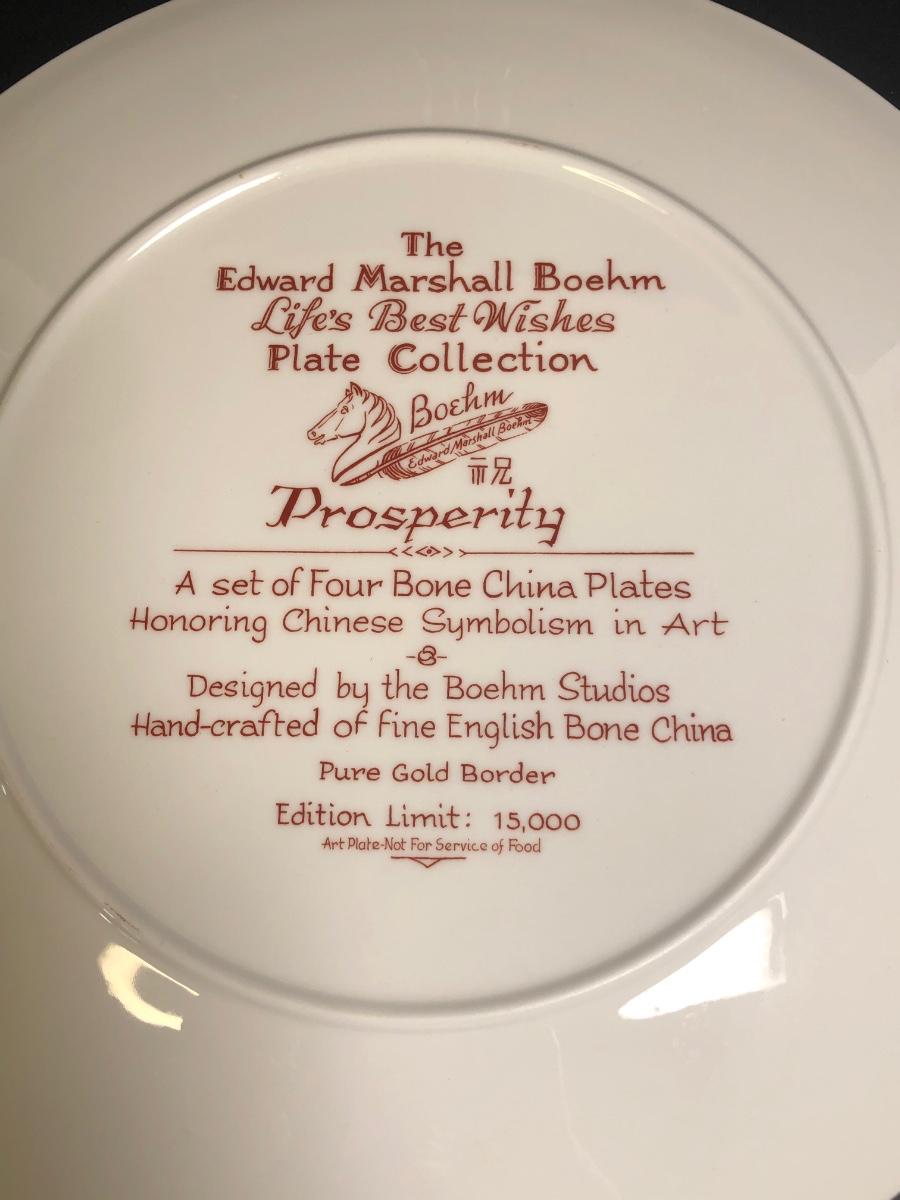 The
Edward Marshall Boehm
Life's Best Wishes
Plate Collection
Boehm
Edward Marshall Boehm
祝
Prosperity
A set of Four Bone China Plates
Honoring Chinese Symbolism in Art
Designed by the Boehm Studios
Hand-crafted of Fine English Bone China
Pure Gold Border
Edition Limit: 15,000
Art Plate-Not For Service of Food